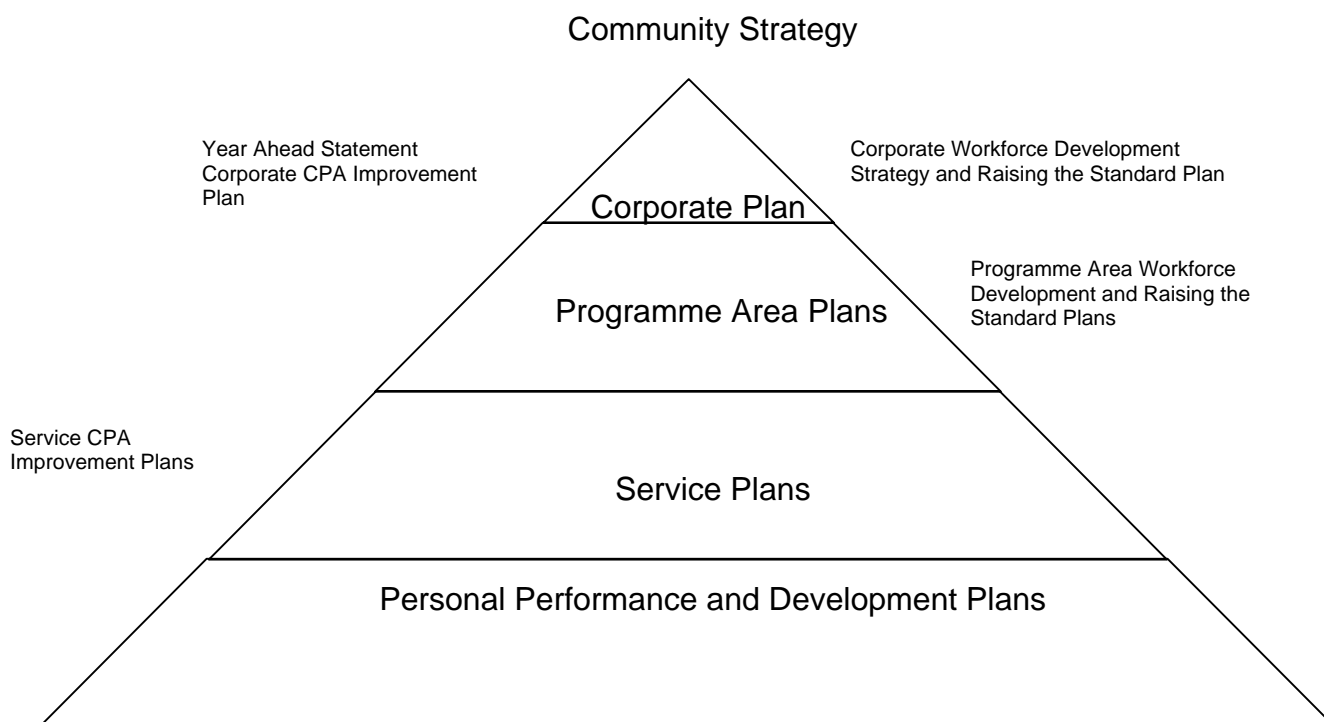 Community Strategy
Year Ahead Statement
Corporate CPA Improvement
Plan
Corporate Workforce Development
Strategy and Raising the Standard Plan
Corporate Plan
Programme Area Workforce
Development and Raising the
Standard Plans
Programme Area Plans
Service CPA
Improvement Plans
Service Plans
Personal Performance and Development Plans